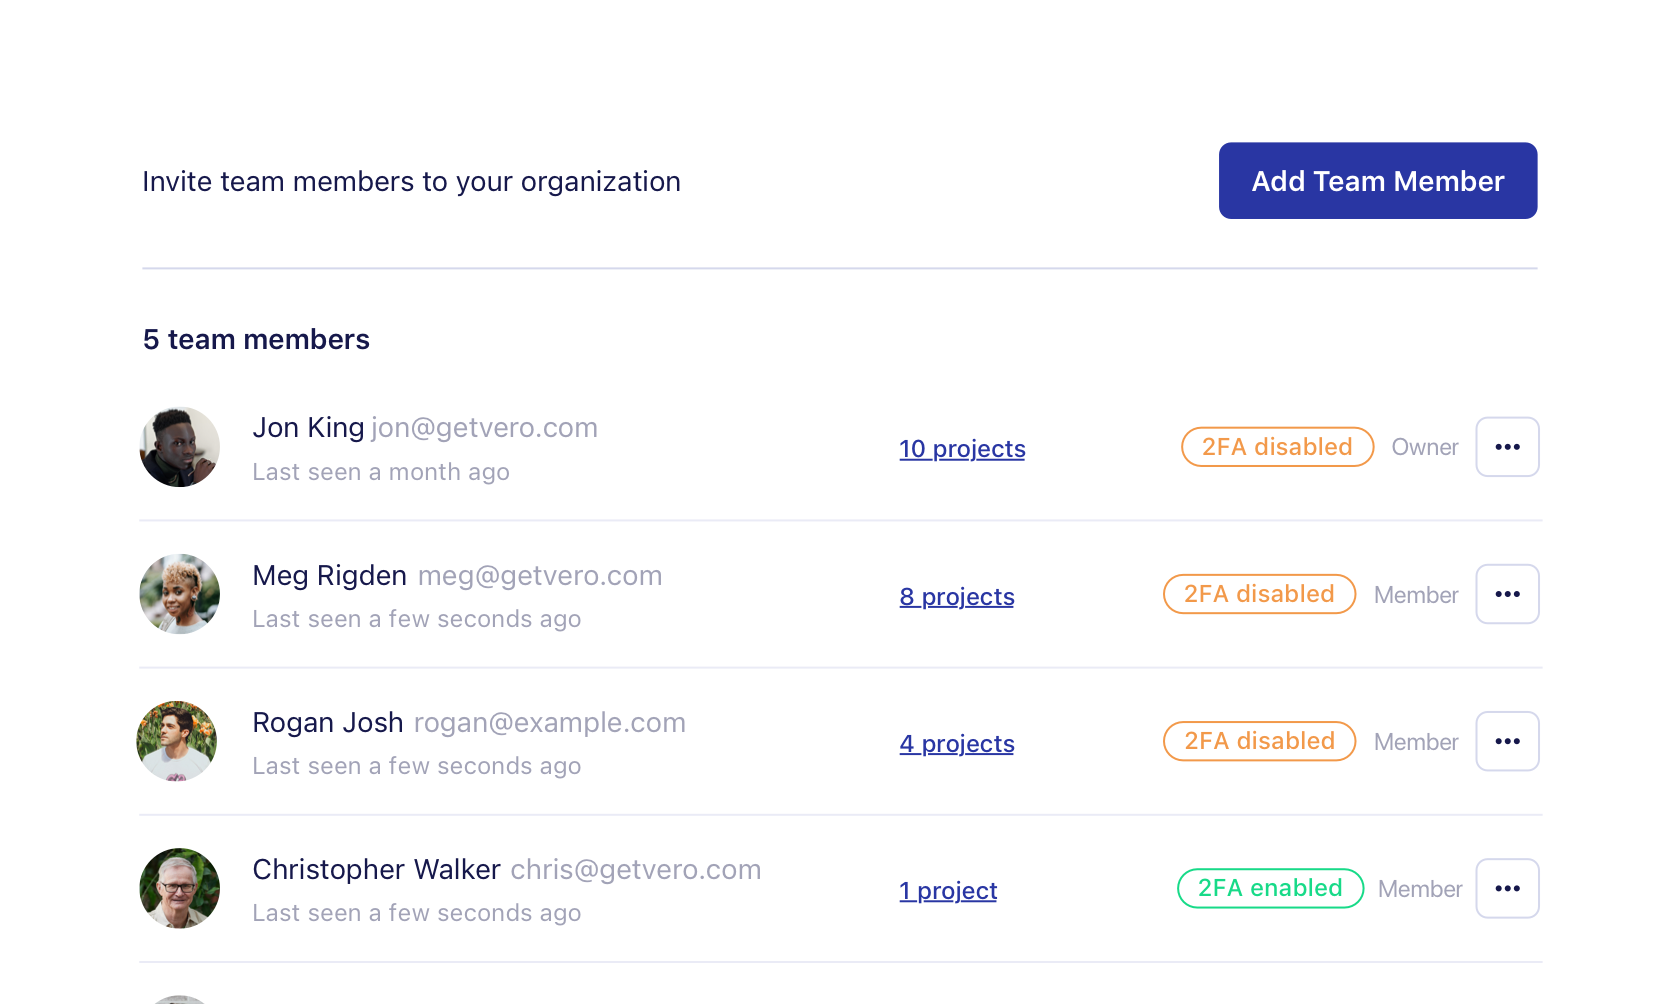 Invite team members to your organization
Add Team Member
5 team members
Jon King jon@getvero.com
Last seen a month ago
10 projects
2FA disabled
Owner
Meg Rigden meg@getvero.com
Last seen a few seconds ago
8 projects
2FA disabled
Member
Rogan Josh rogan@example.com
Last seen a few seconds ago
4 projects
2FA disabled
Member
Christopher Walker chris@getvero.com
Last seen a few seconds ago
1 project
2FA enabled
Member